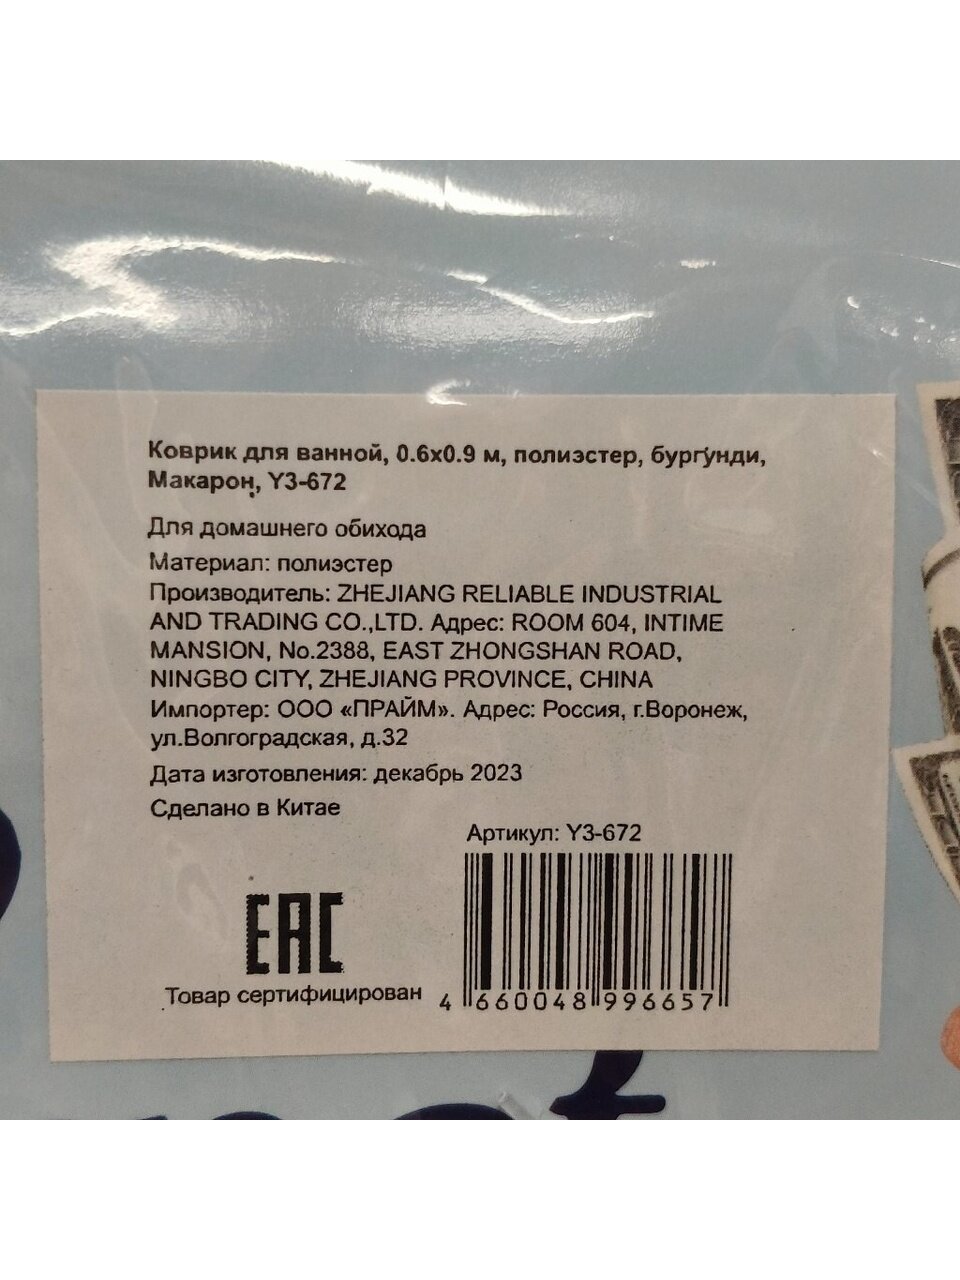 Коврик для ванной, 0.6х0.9 м, полиэстер, бургунди,
Макарон, Y3-672
Для домашнего обихода
Материал: полиэстер
Производитель: ZHEJIANG RELIABLE INDUSTRIAL
AND TRADING CO.,LTD. Адрес: ROOM 604, INTIME
MANSION, No.2388, EAST ZHONGSHAN ROAD,
NINGBO CITY, ZHEJIANG PROVINCE, CHINA
Импортер: ООО «ПРАЙМ». Адрес: Россия, г.Воронеж,
ул.Волгоградская, д.32
Дата изготовления: декабрь 2023
Сделано в Китае
Артикул: Y3-672
EAC
Товар сертифицирован
4 660048 996657